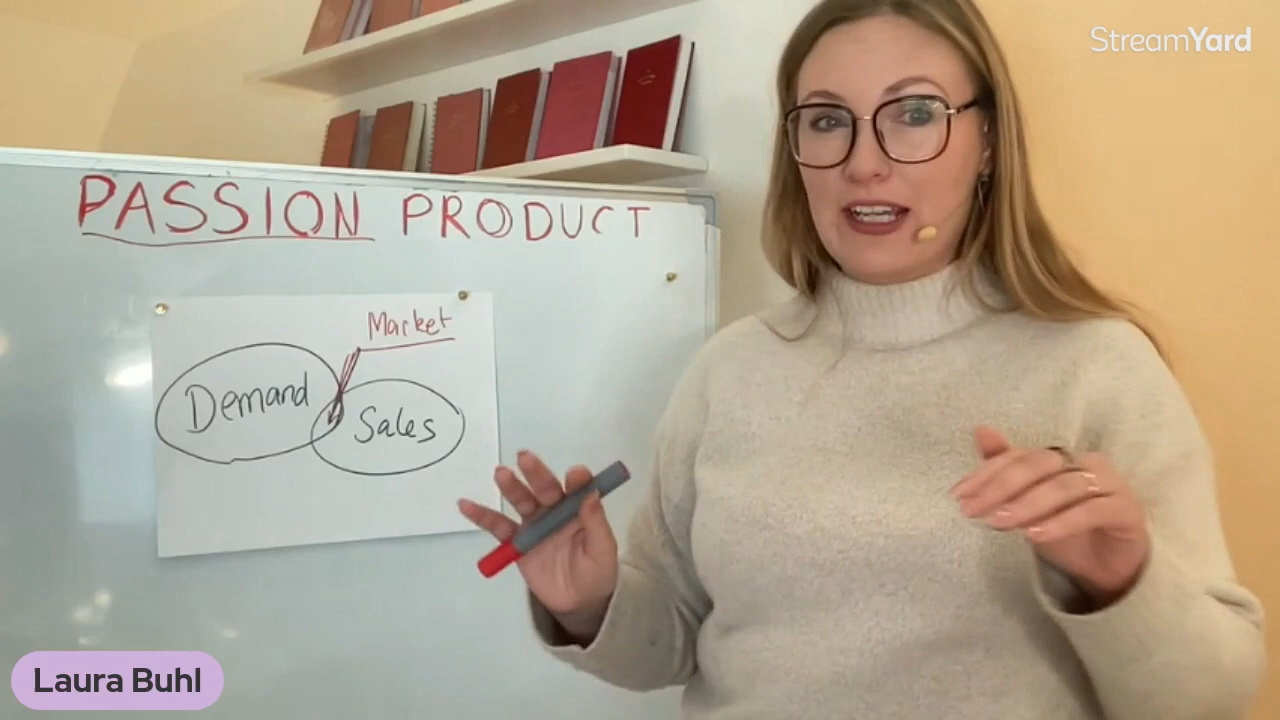 StreamYard
PASSION PRODUCT
Market
Demand
Sales
Laura Buhl